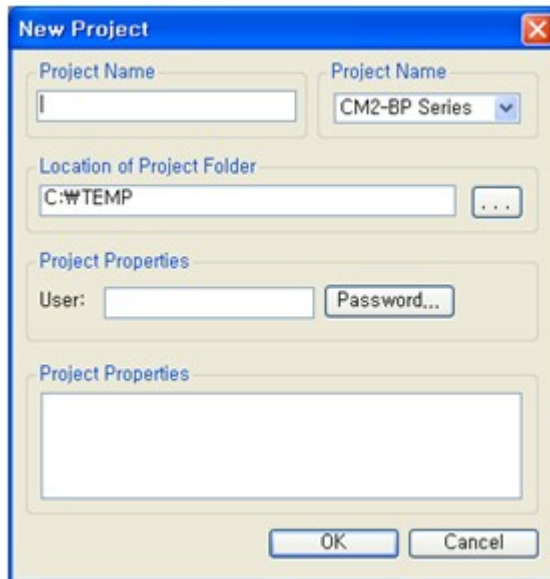 New Project
Project Name
Project Name
CM2-BP Series
Location of Project Folder
C:₩TEMP
...
Project Properties
User:
Password...
Project Properties
OK
Cancel